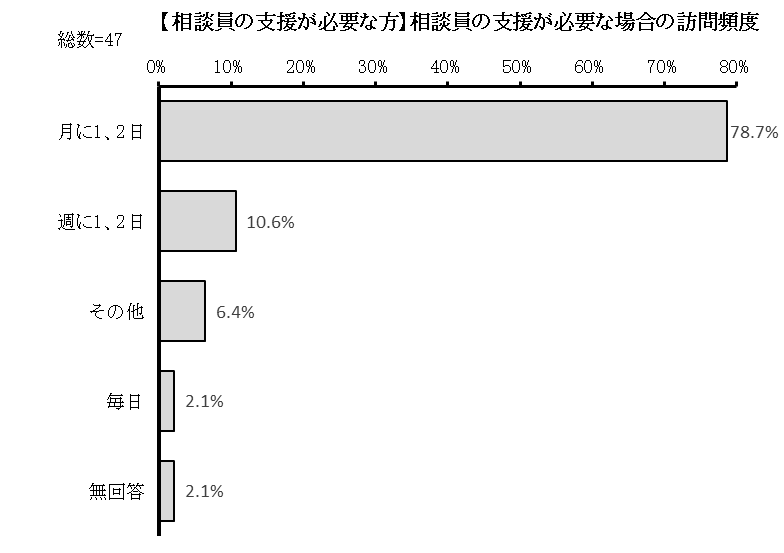 【相談員の支援が必要な方】相談員の支援が必要な場合の訪問頻度
総数=47
0% 10% 20% 30% 40% 50% 60% 70% 80%
月に1、2日 78.7%
週に1、2日 10.6%
その他 6.4%
毎日 2.1%
無回答 2.1%